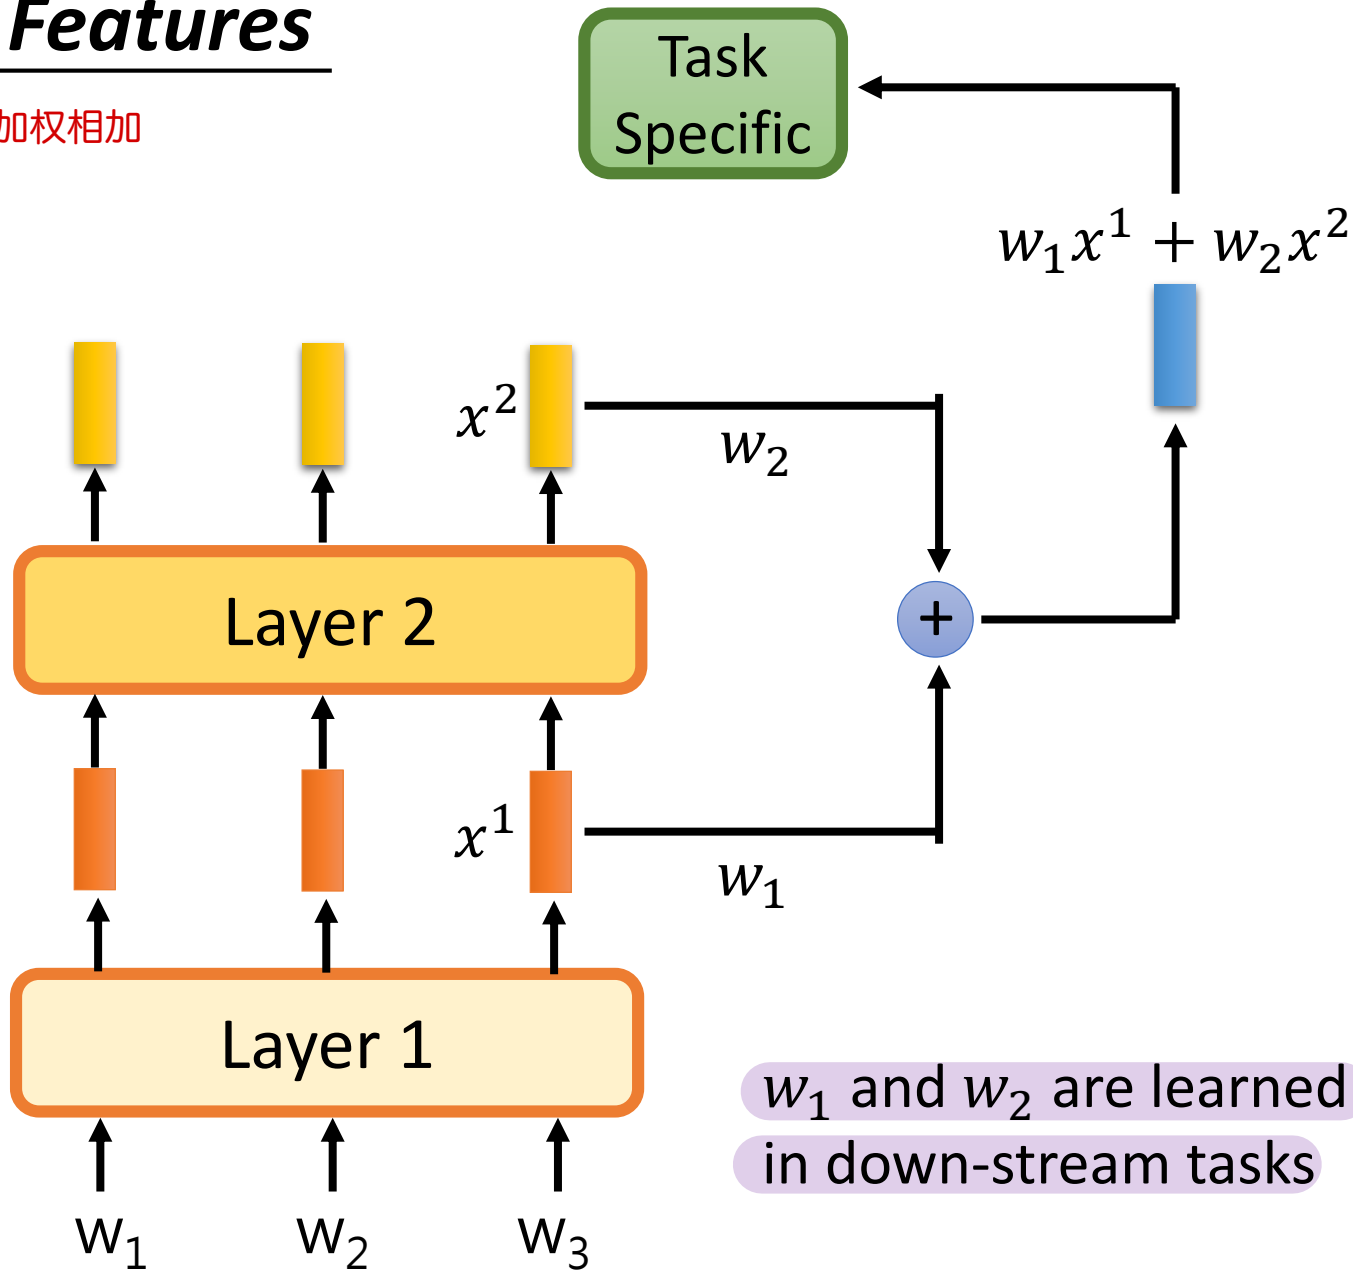 Features
加权相加
Task
Specific
w₁x¹ + w₂x²
x²
w₂
Layer 2
+
x¹
w₁
Layer 1
w₁ and w₂ are learned
in down-stream tasks
w₁ w₂ w₃